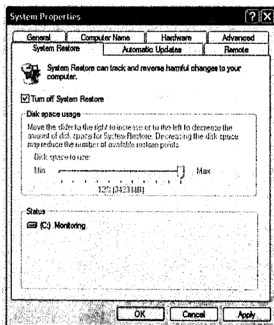 System Properties
General Computer Name Hardware Advanced
System Restore Automatic Updates Remote
System Restore can track and reverse harmful changes to your
computer.
Turn off System Restore
Disk space usage
Move the slider to the right to increase or to the left to decrease the
amount of disk space for System Restore. Decreasing the disk space
may reduce the number of available restore points.
Disk space to use:
Min Max
12% (3423 MB)
Status
(C:) Monitoring
OK Cancel Apply